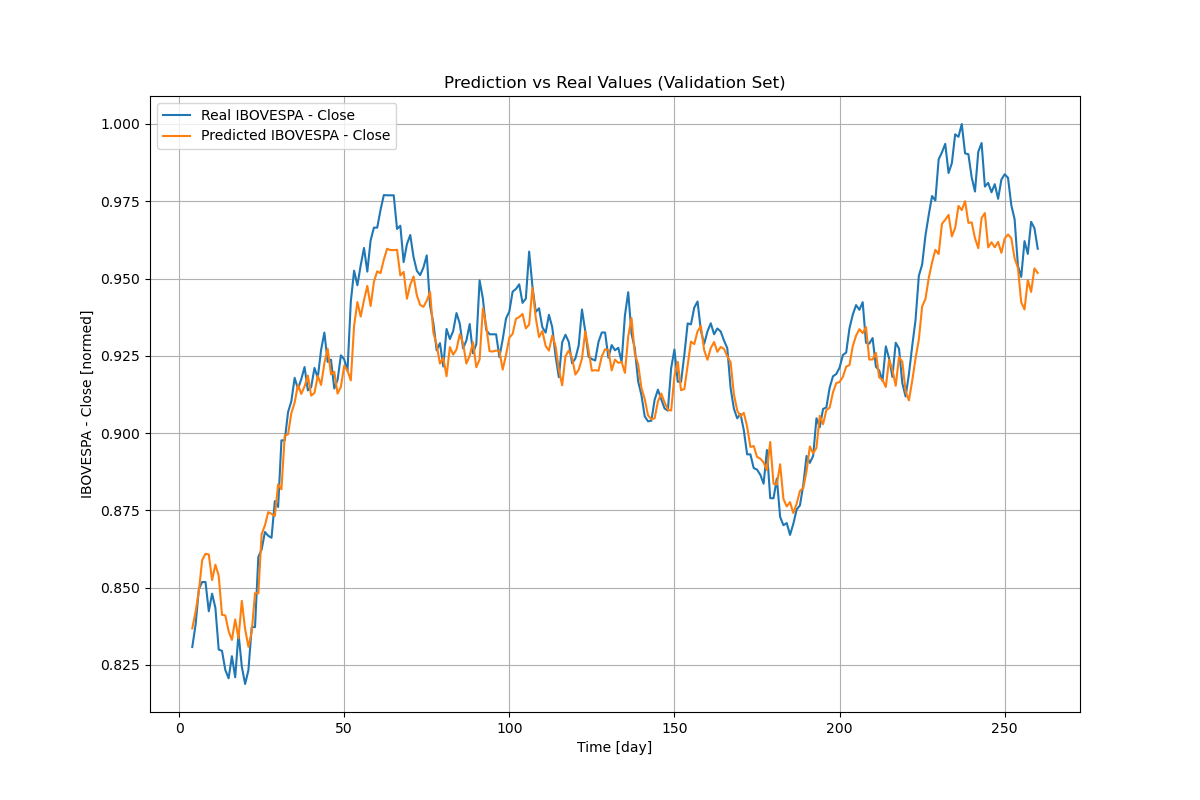 Prediction vs Real Values (Validation Set)
Real IBOVESPA - Close
Predicted IBOVESPA - Close
IBOVESPA - Close [normed]
1.000
0.975
0.950
0.925
0.900
0.875
0.850
0.825
0 50 100 150 200 250
Time [day]